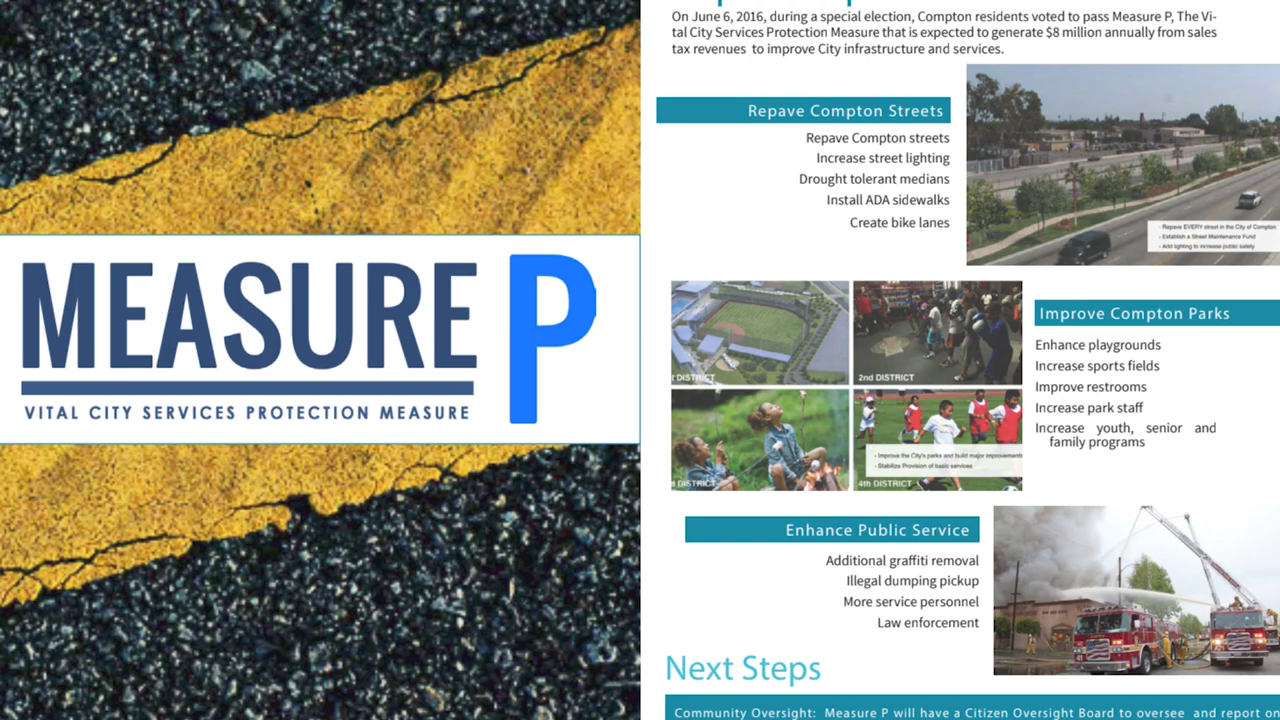 MEASURE P
VITAL CITY SERVICES PROTECTION MEASURE
On June 6, 2016, during a special election, Compton residents voted to pass Measure P, The Vi-
tal City Services Protection Measure that is expected to generate $8 million annually from sales
tax revenues to improve City infrastructure and services.
Repave Compton Streets
Repave Compton streets
Increase street lighting
Drought tolerant medians
Install ADA sidewalks
Create bike lanes
- Repave EVERY street in the City of Compton
- Establish a Street Maintenance Fund
- Add lighting to increase public safety
t DISTRICT
2nd DISTRICT
d DISTRICT
4th DISTRICT
- Improve the City's parks and build major improvements
- Stabilize Provision of basic services
Improve Compton Parks
Enhance playgrounds
Increase sports fields
Improve restrooms
Increase park staff
Increase youth, senior and
family programs
Enhance Public Service
Additional graffiti removal
Illegal dumping pickup
More service personnel
Law enforcement
Next Steps
Community Oversight: Measure P will have a Citizen Oversight Board to oversee and report on